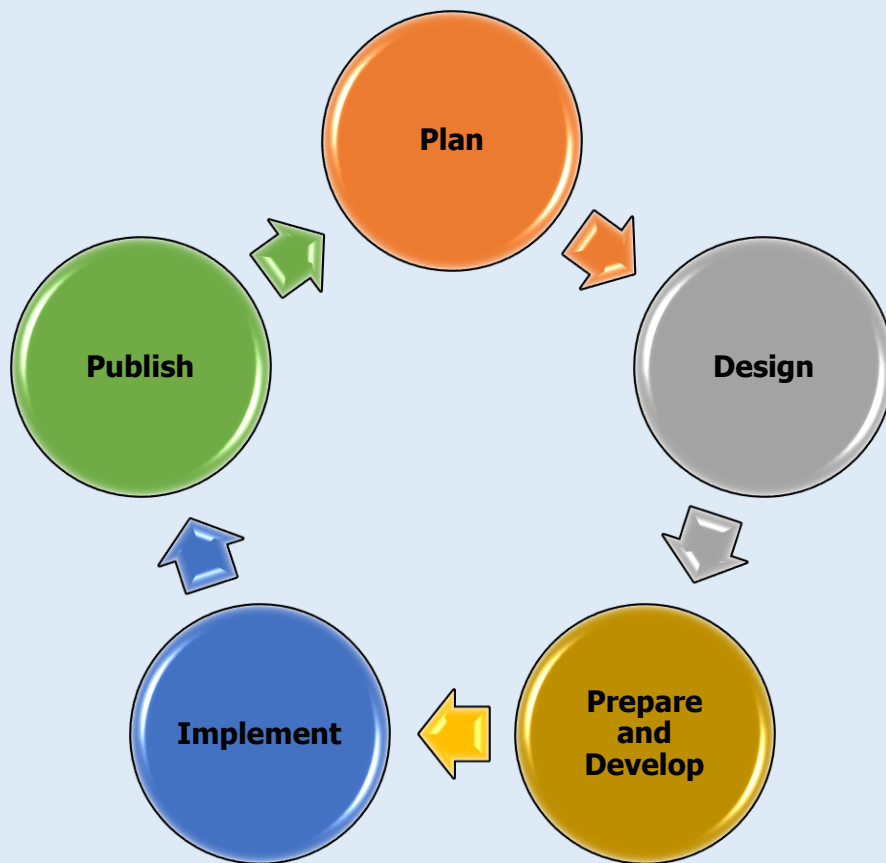 Plan
Design
Prepare
and
Develop
Implement
Publish